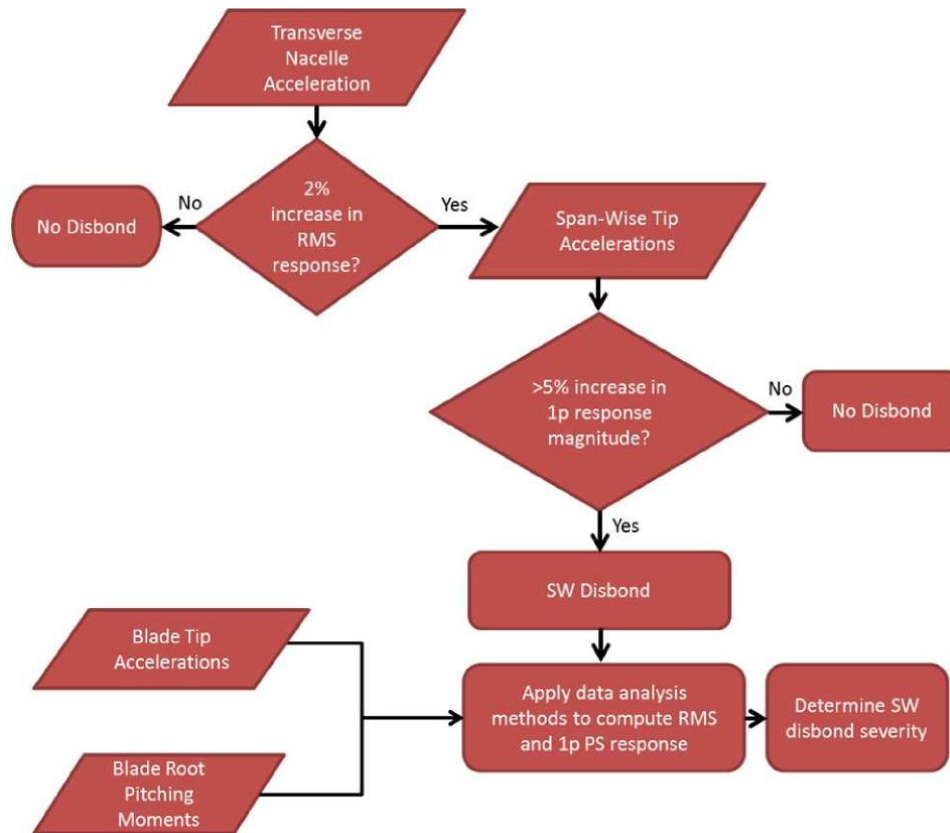 Transverse
Nacelle
Acceleration
2%
increase in
RMS
response?
No
No Disbond
Yes
Span-Wise Tip
Accelerations
>5% increase in
1p response
magnitude?
No
No Disbond
Yes
SW Disbond
Blade Tip
Accelerations
Blade Root
Pitching
Moments
Apply data analysis
methods to compute RMS
and 1p PS response
Determine SW
disbond severity